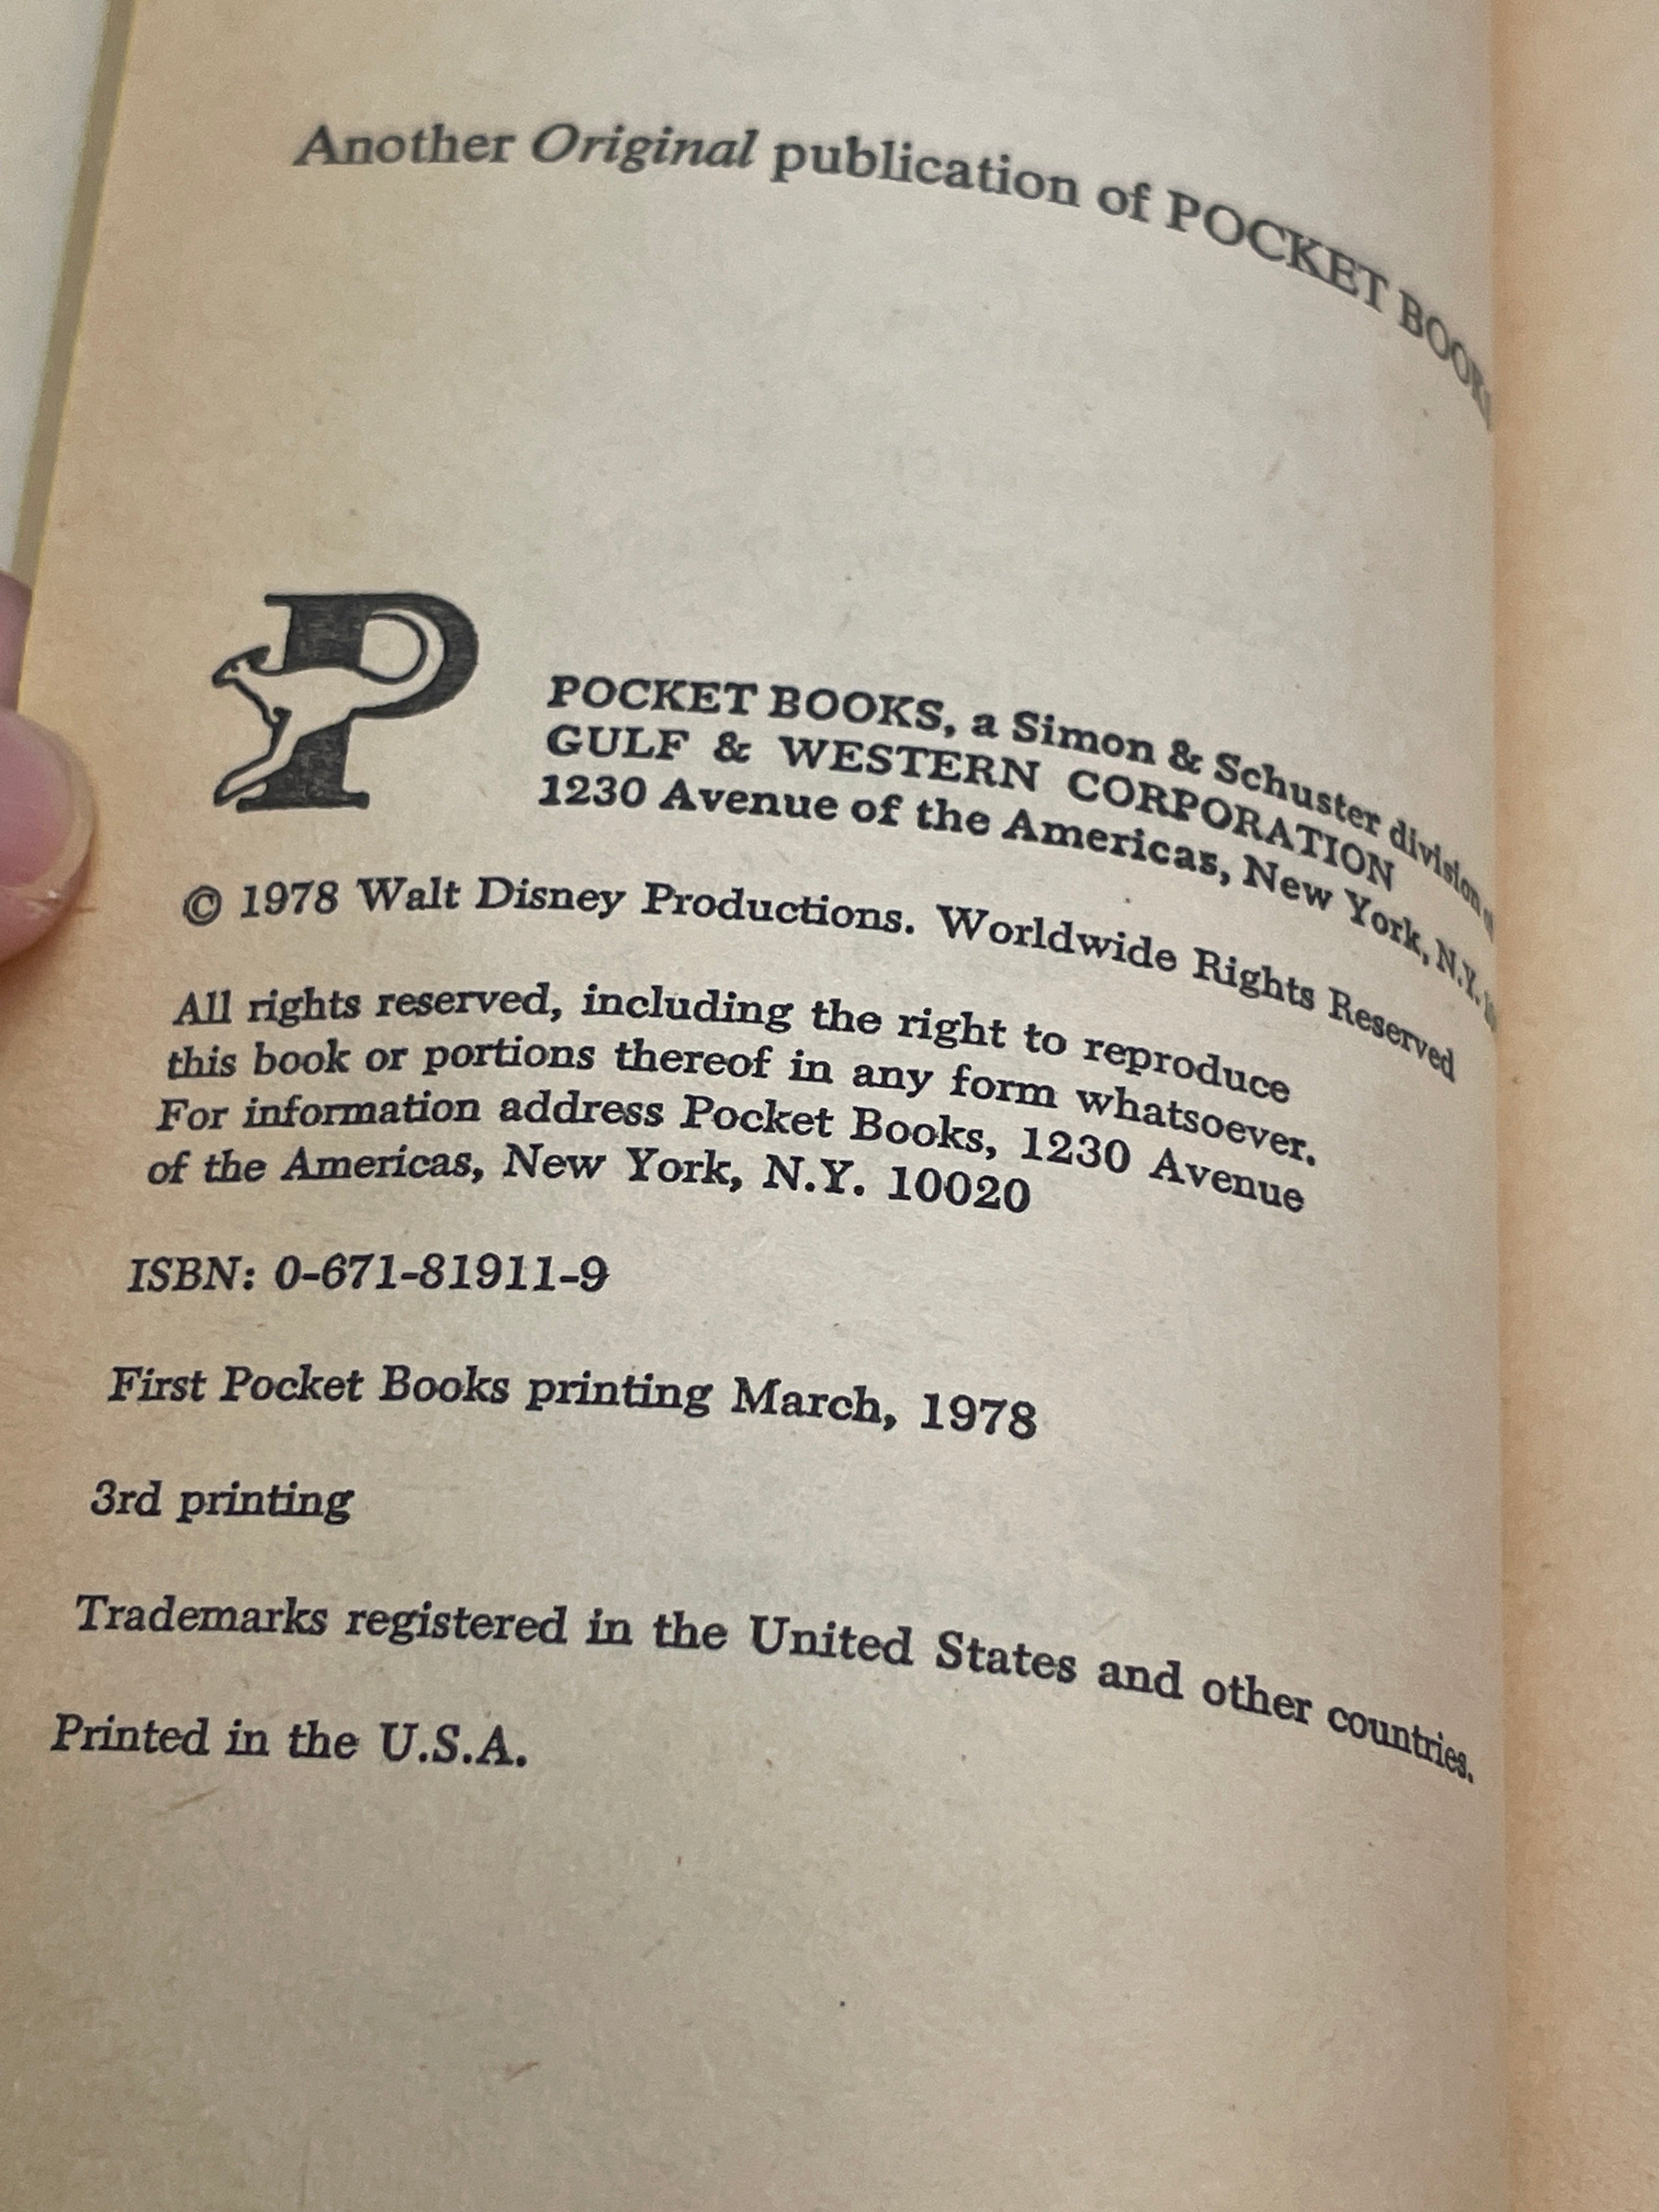 Another Original publication of POCKET BOOKS
POCKET BOOKS, a Simon & Schuster division of
GULF & WESTERN CORPORATION
1230 Avenue of the Americas, New York, N.Y.
© 1978 Walt Disney Productions. Worldwide Rights Reserved
All rights reserved, including the right to reproduce
this book or portions thereof in any form whatsoever.
For information address Pocket Books, 1230 Avenue
of the Americas, New York, N.Y. 10020
ISBN: 0-671-81911-9
First Pocket Books printing March, 1978
3rd printing
Trademarks registered in the United States and other countries.
Printed in the U.S.A.